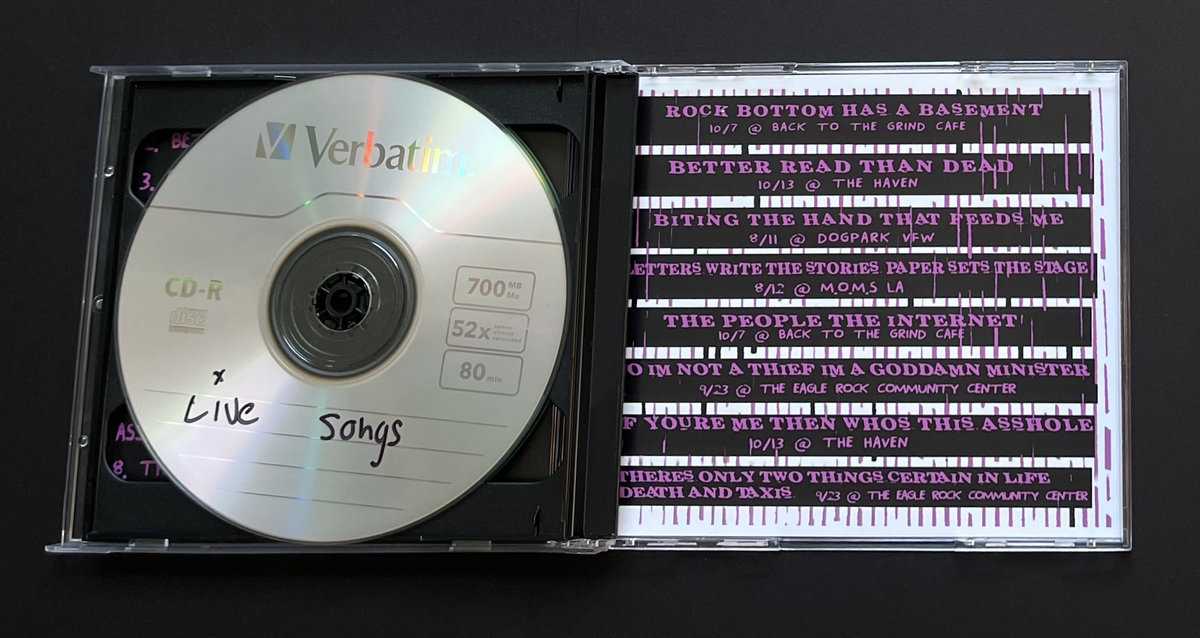 BE
3.
Verbatim.
CD-R
700 MB Mo
52x
80 min
x
LIVE Songs
ASS
8. TH
ROCK BOTTOM HAS A BASEMENT
10/7 @ BACK TO THE GRIND CAFE
BETTER READ THAN DEAD
10/13 @ THE HAVEN
BITING THE HAND THAT FEEDS ME
8/11 @ DOGPARK VFW
LETTERS WRITE THE STORIES PAPER SETS THE STAGE
8/12 @ M.O.M.S LA
THE PEOPLE THE INTERNET
10/7 @ BACK TO THE GRIND CAFE
O IM NOT A THIEF IM A GODDAMN MINISTER
9/23 @ THE EAGLE ROCK COMMUNITY CENTER
F YOURE ME THEN WHOS THIS ASSHOLE
10/13 @ THE HAVEN
THERES ONLY TWO THINGS CERTAIN IN LIFE
DEATH AND TAXIS 9/23 @ THE EAGLE ROCK COMMUNITY CENTER